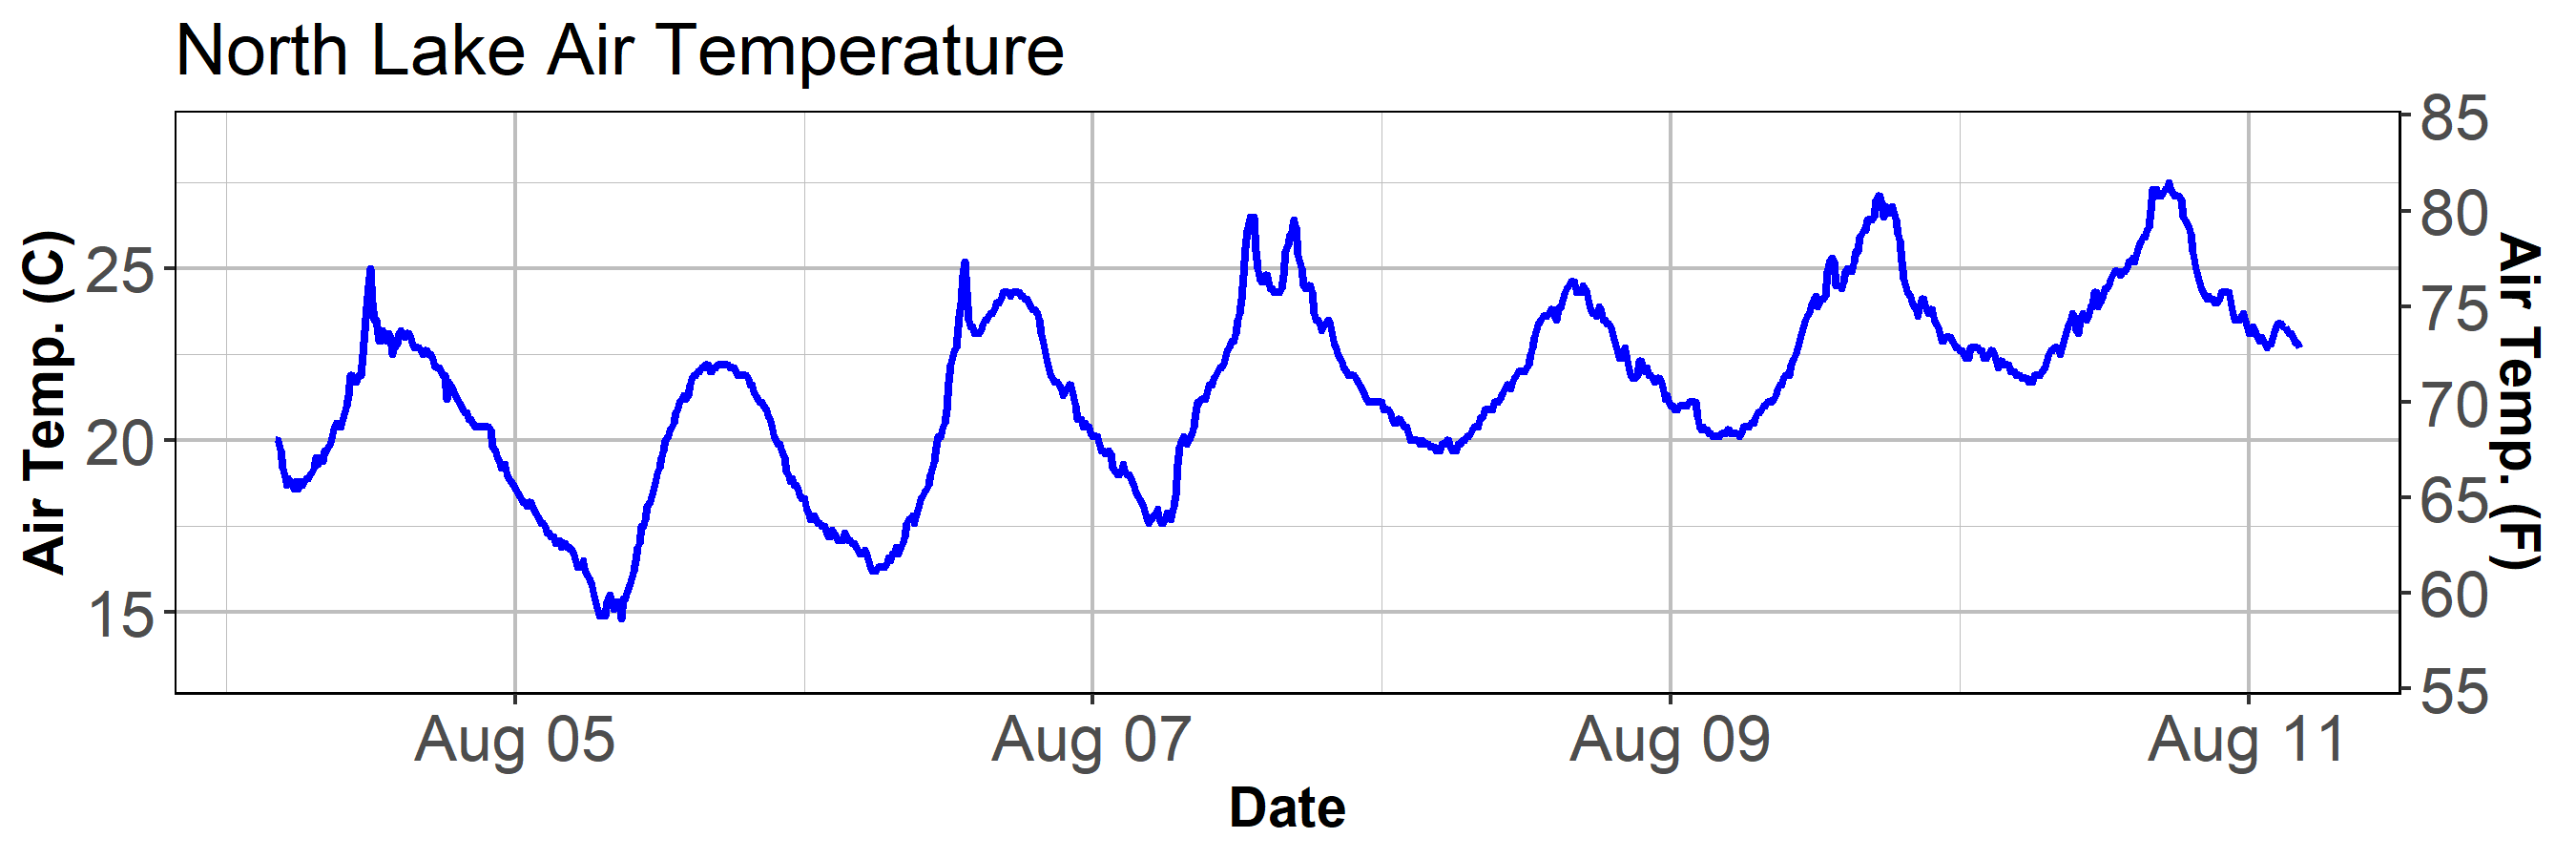 North Lake Air Temperature
Air Temp. (C)
25
20
15
85
80
75
70
65
60
55
Air Temp. (F)
Aug 05 Aug 07 Aug 09 Aug 11
Date